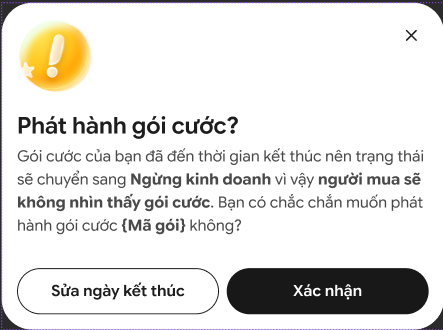 Phát hành gói cước?
Gói cước của bạn đã đến thời gian kết thúc nên trạng thái
sẽ chuyển sang Ngừng kinh doanh vì vậy người mua sẽ
không nhìn thấy gói cước. Bạn có chắc chắn muốn phát
hành gói cước {Mã gói} không?
Sửa ngày kết thúc
Xác nhận